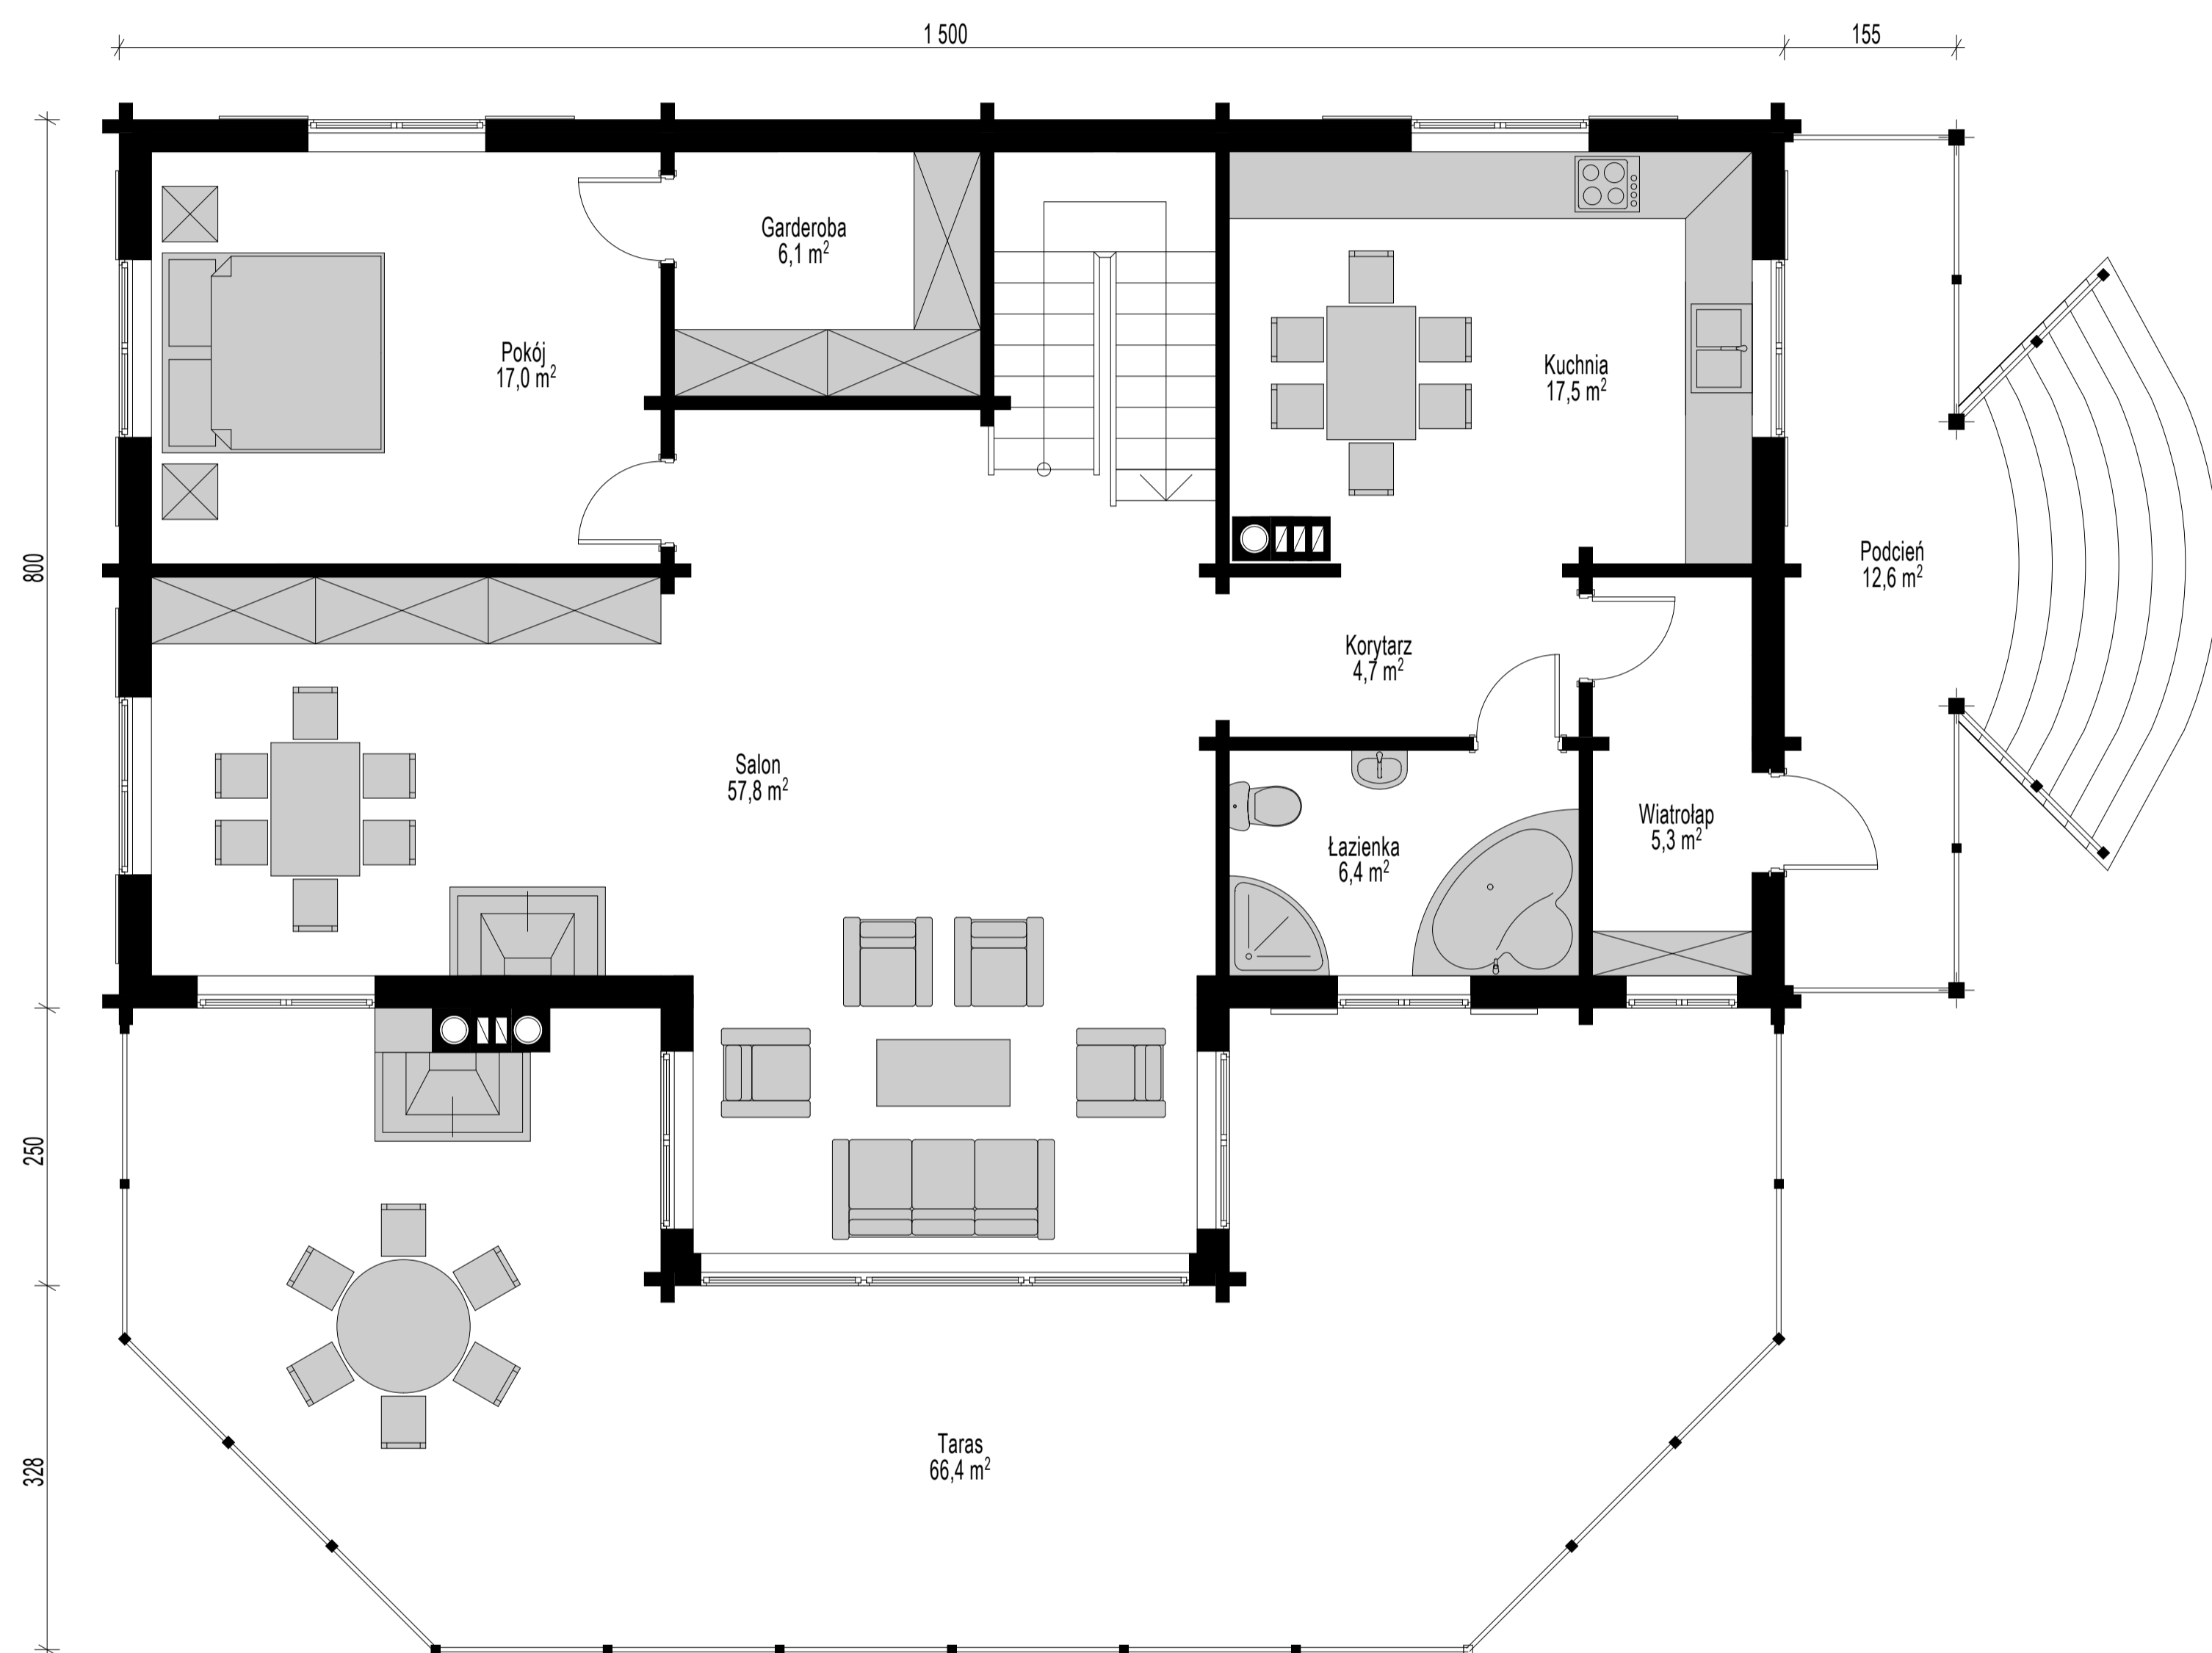 1 500
155
Garderoba
6,1 m²
Pokój
17,0 m²
Kuchnia
17,5 m²
800
Podcień
12,6 m²
Korytarz
4,7 m²
Salon
57,8 m²
Wiatrołap
5,3 m²
Łazienka
6,4 m²
250
Taras
66,4 m²
328